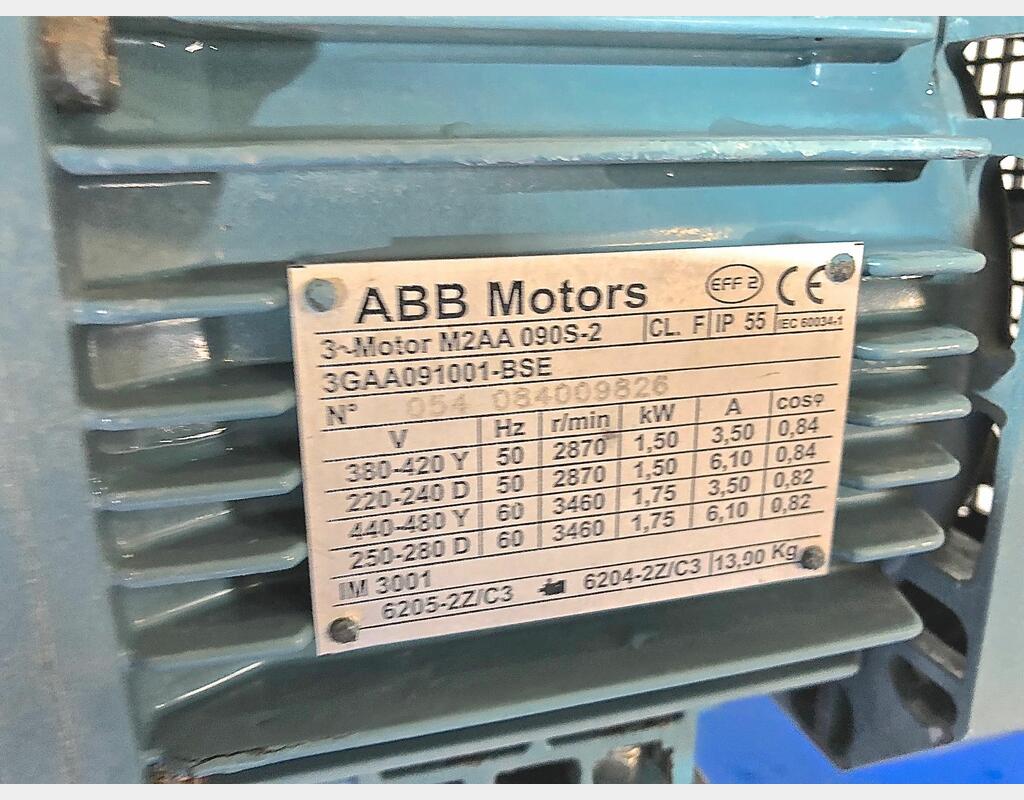 ABB Motors EFF 2 CE
3~Motor M2AA 090S-2 CL. F IP 55 IEC 60034-1
3GAA091001-BSE
N° 054 084009826
V Hz r/min kW A cosφ
380-420 Y 50 2870 1,50 3,50 0,84
220-240 D 50 2870 1,50 6,10 0,84
440-480 Y 60 3460 1,75 3,50 0,82
250-280 D 60 3460 1,75 6,10 0,82
IM 3001
6205-2Z/C3 6204-2Z/C3 13,90 Kg